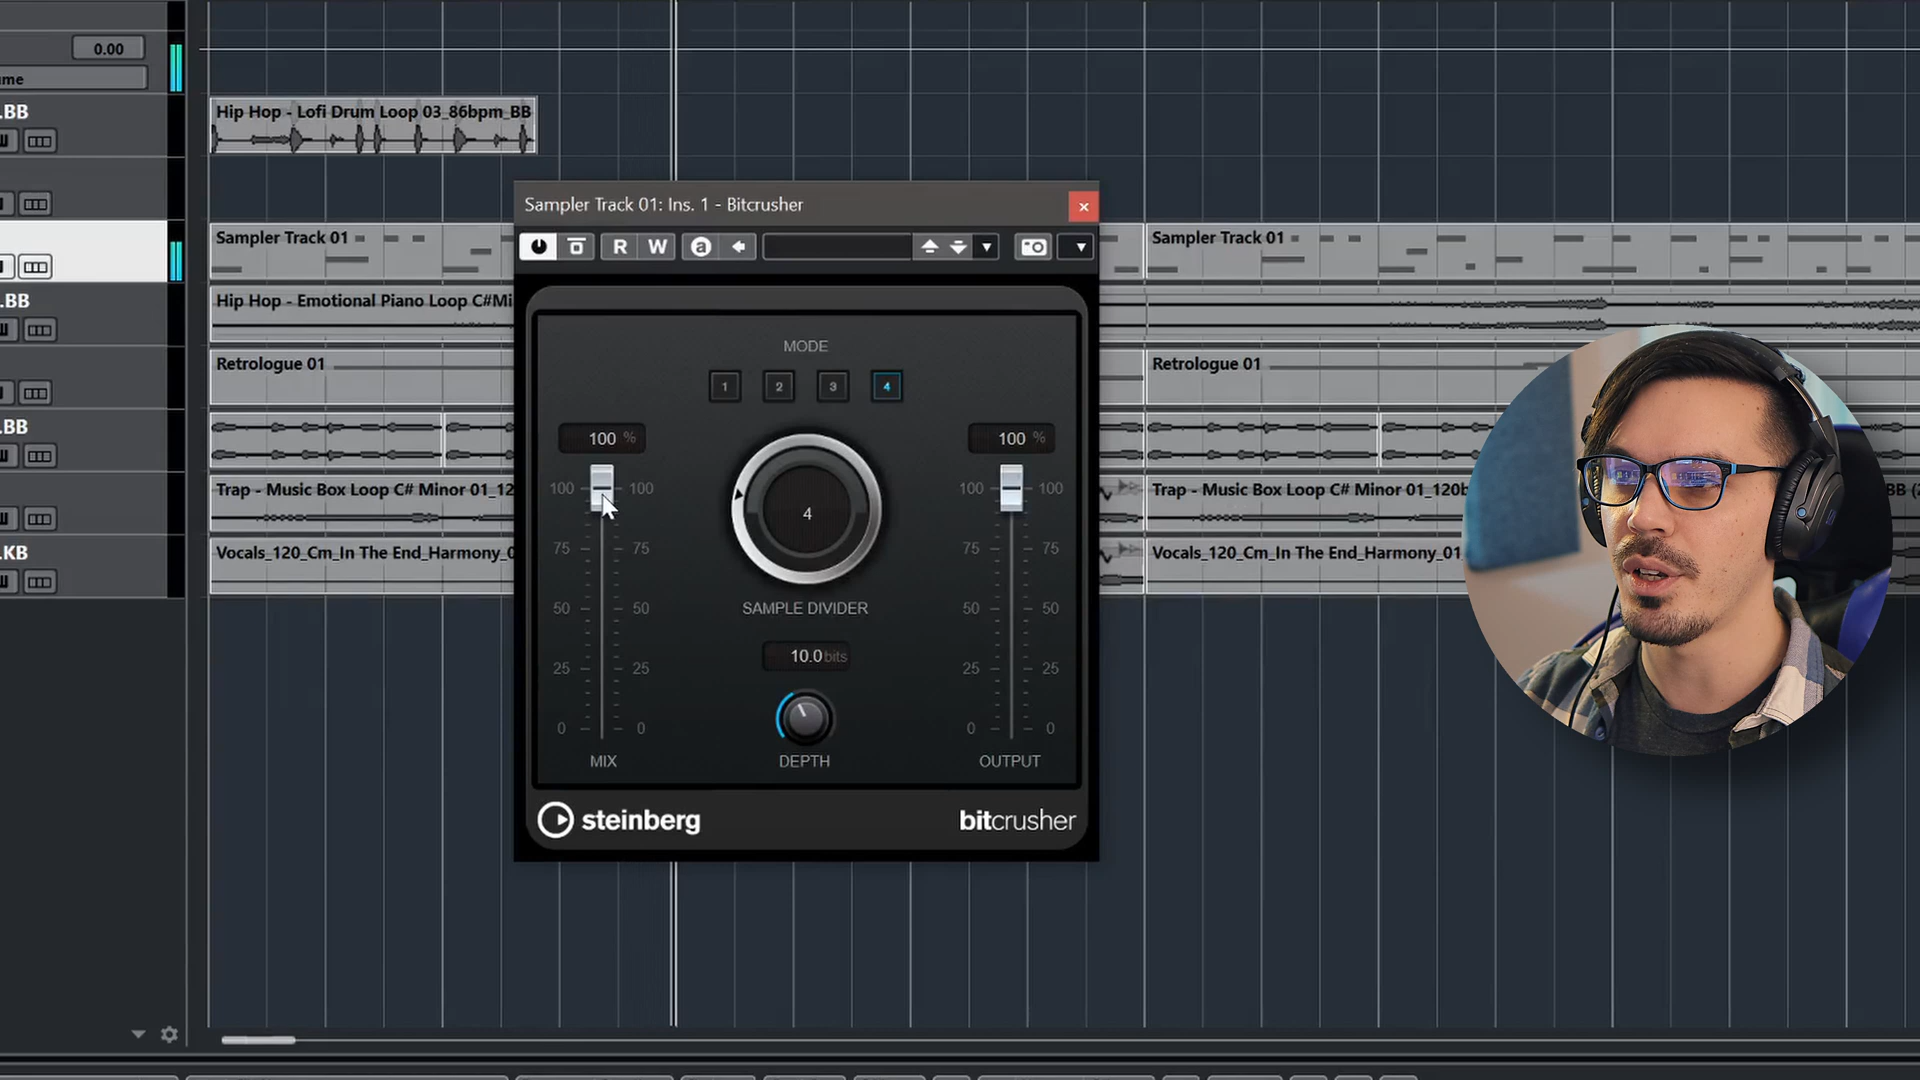 0.00
ume
.BB
Hip Hop - Lofi Drum Loop 03_86bpm_BB
Sampler Track 01: Ins. 1 - Bitcrusher
R W
Sampler Track 01
Sampler Track 01
.BB
Hip Hop - Emotional Piano Loop C#Mi
MODE
1 2 3 4
Retrologue 01
Retrologue 01
.BB
100 %
100 %
100 100
4
100 100
Trap - Music Box Loop C# Minor 01_12
Trap - Music Box Loop C# Minor 01_120b
BB (
.KB
Vocals_120_Cm_In The End_Harmony_0
Vocals_120_Cm_In The End_Harmony_01
75 75
75 75
50 50
SAMPLE DIVIDER
50 50
10.0 bits
25 25
25 25
0 0
0 0
MIX
DEPTH
OUTPUT
steinberg
bitcrusher